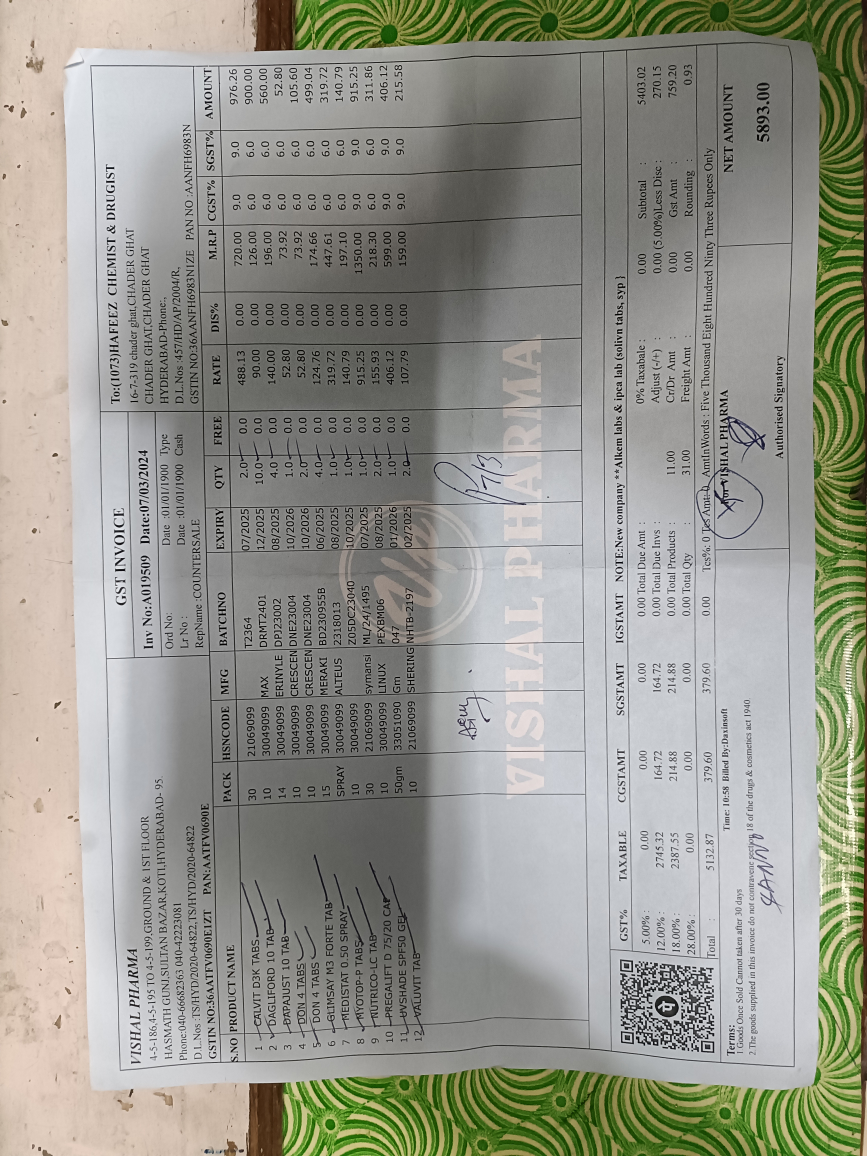 GST INVOICE
VISHAL PHARMA
4-5-186,4-5-195 TO 4-5-199,GROUND & 1ST FLOOR
HASMATH GUNJ,SULTAN BAZAR,KOTI,HYDERABAD- 95
Phone:040-66682363 040-42223081
D.L.Nos :TS/HYD/2020-64822,TS/HYD/2020-64822
GSTIN NO:36AATFV0690E1ZT PAN:AATFV0690E
Inv No:A019509 Date:07/03/2024
Ord No: Date :01/01/1900 Type
Lr No : Date :01/01/1900 Cash
RepName :COUNTERSALE
To:(1073)HAFEEZ CHEMIST & DRUGIST
16-7-319 chader ghat,CHADER GHAT
CHADER GHAT,CHADER GHAT
HYDERABAD-Phone:,
D.L.Nos :457/HD/AP/2004/R,
GSTIN NO:36AANFH6983N1ZE PAN NO :AANFH6983N
S.NO PRODUCT NAME PACK HSNCODE MFG BATCHNO EXPIRY QTY FREE RATE DIS% M.R.P CGST% SGST% AMOUNT
1 CALVIT D3K TABS 30 21069099 T2364 07/2025 2.0 0.0 488.13 0.00 720.00 9.0 9.0 976.26
2 DAGLIFORD 10 TAB 10 30049099 MAX DRMT2401 12/2025 10.0 0.0 90.00 0.00 126.00 6.0 6.0 900.00
3 DAPAJUST 10 TAB 14 30049099 ERINYLE DPJ23002 08/2025 4.0 0.0 140.00 0.00 196.00 6.0 6.0 560.00
4 DON 4 TABS 10 30049099 CRESCEN DNE23004 10/2026 1.0 0.0 52.80 0.00 73.92 6.0 6.0 52.80
5 DON 4 TABS 10 30049099 CRESCEN DNE23004 10/2026 2.0 0.0 52.80 0.00 73.92 6.0 6.0 105.60
6 GLIMSAY M3 FORTE TAB 15 30049099 MERAKI BD230955B 06/2025 4.0 0.0 124.76 0.00 174.66 6.0 6.0 499.04
7 MEDISTAT 0.50 SPRAY SPRAY 30049099 ALTEUS 2318013 08/2025 1.0 0.0 319.72 0.00 447.61 6.0 6.0 319.72
8 MYOTOP-P TABS 10 30049099 Z05DC23040 10/2025 1.0 0.0 140.79 0.00 197.10 6.0 6.0 140.79
9 NUTRICO-LC TAB 30 21069099 symansi ML/24/1495 07/2025 1.0 0.0 915.25 0.00 1350.00 9.0 9.0 915.25
10 PREGALIFT D 75/20 CAP 10 30049099 LINUX PEXBM06 08/2025 2.0 0.0 155.93 0.00 218.30 6.0 6.0 311.86
11 UVSHADE SPF50 GEL 50gm 33051090 Gm 047 01/2026 1.0 0.0 406.12 0.00 599.00 9.0 9.0 406.12
12 VALUVIT TAB 10 21069099 SHERING NHTB-2197 02/2025 2.0 0.0 107.79 0.00 159.00 9.0 9.0 215.58
VISHAL PHARMA
7/3
GST% TAXABLE CGSTAMT SGSTAMT IGSTAMT NOTE:New company **Alkem labs & ipca lab (solivn tabs, syp }
5.00% : 0.00 0.00 0.00 0.00 Total Due Amt : 0% Taxabale : 0.00 Subtotal : 5403.02
12.00% : 2745.32 164.72 164.72 0.00 Total Due Invs : Adjust (-/+) : 0.00 (5.00%)Less Disc : 270.15
18.00% : 2387.55 214.88 214.88 0.00 Total Products : 11.00 Cr/Dr Amt : 0.00 Gst Amt : 759.20
28.00% : 0.00 0.00 0.00 0.00 Total Qty : 31.00 Freight Amt : 0.00 Rounding : 0.93
Total : 5132.87 379.60 379.60 0.00 Tcs%: 0 Tcs Amt: 0 AmtInWords : Five Thousand Eight Hundred Ninty Three Rupees Only
Time: 10:58 Billed By:Daxinsoft
Terms:
1 Goods Once Sold Cannot taken after 30 days
2.The goods supplied in this invoice do not contravene section 18 of the drugs & cosmetics act 1940
For VISHAL PHARMA
Authorised Signatory
NET AMOUNT
5893.00